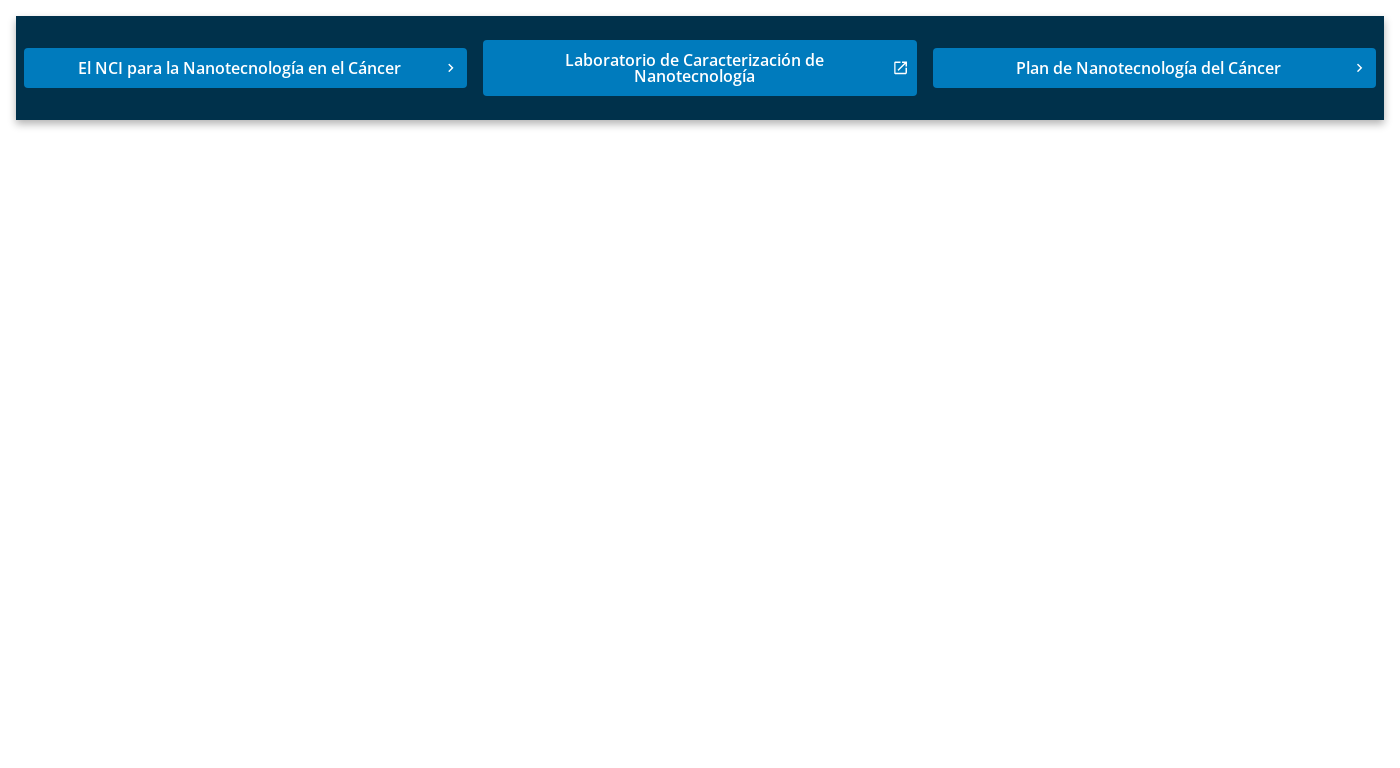 El NCI para la Nanotecnología en el Cáncer
Laboratorio de Caracterización de
Nanotecnología
Plan de Nanotecnología del Cáncer